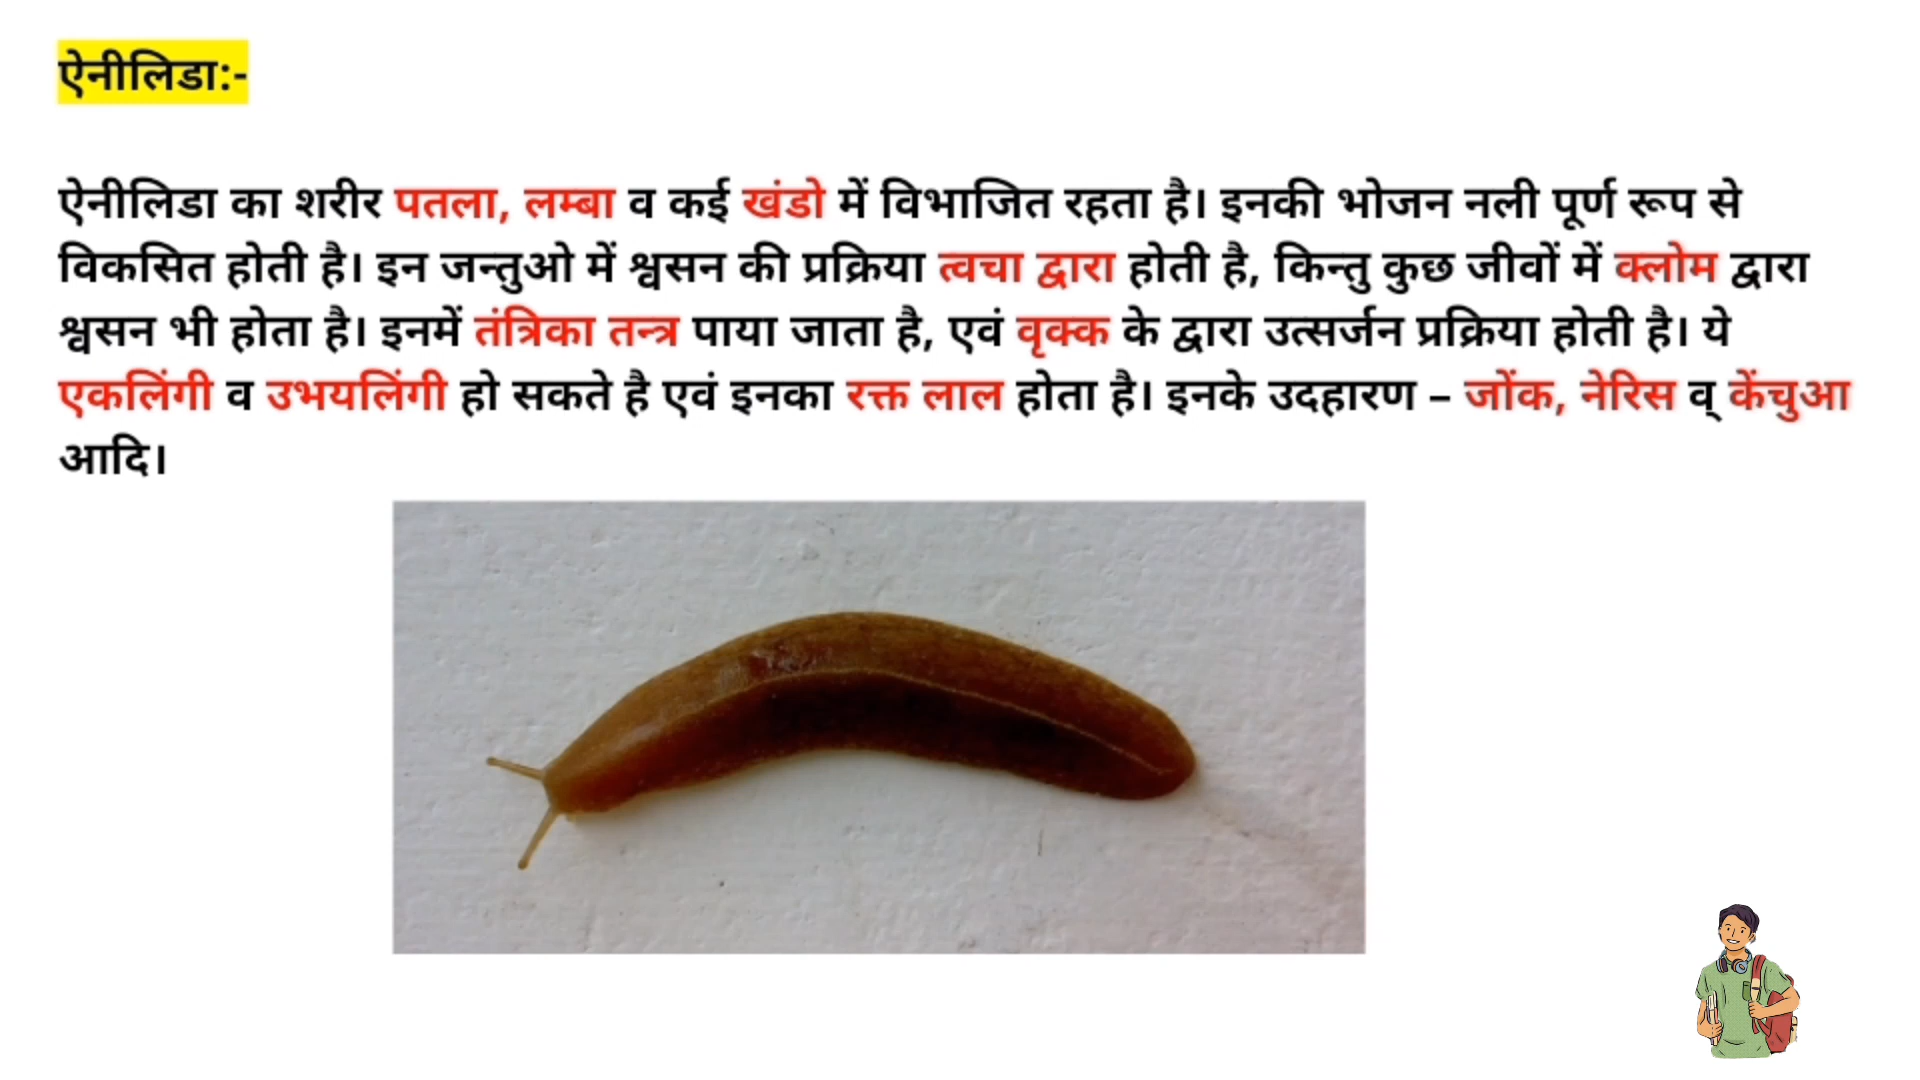 ऐनीलिडा:-
ऐनीलिडा का शरीर पतला, लम्बा व कई खंडो में विभाजित रहता है। इनकी भोजन नली पूर्ण रूप से
विकसित होती है। इन जन्तुओ में श्वसन की प्रक्रिया त्वचा द्वारा होती है, किन्तु कुछ जीवों में क्लोम द्वारा
श्वसन भी होता है। इनमें तंत्रिका तन्त्र पाया जाता है, एवं वृक्क के द्वारा उत्सर्जन प्रक्रिया होती है। ये
एकलिंगी व उभयलिंगी हो सकते है एवं इनका रक्त लाल होता है। इनके उदहारण – जोंक, नेरिस व् केंचुआ
आदि।